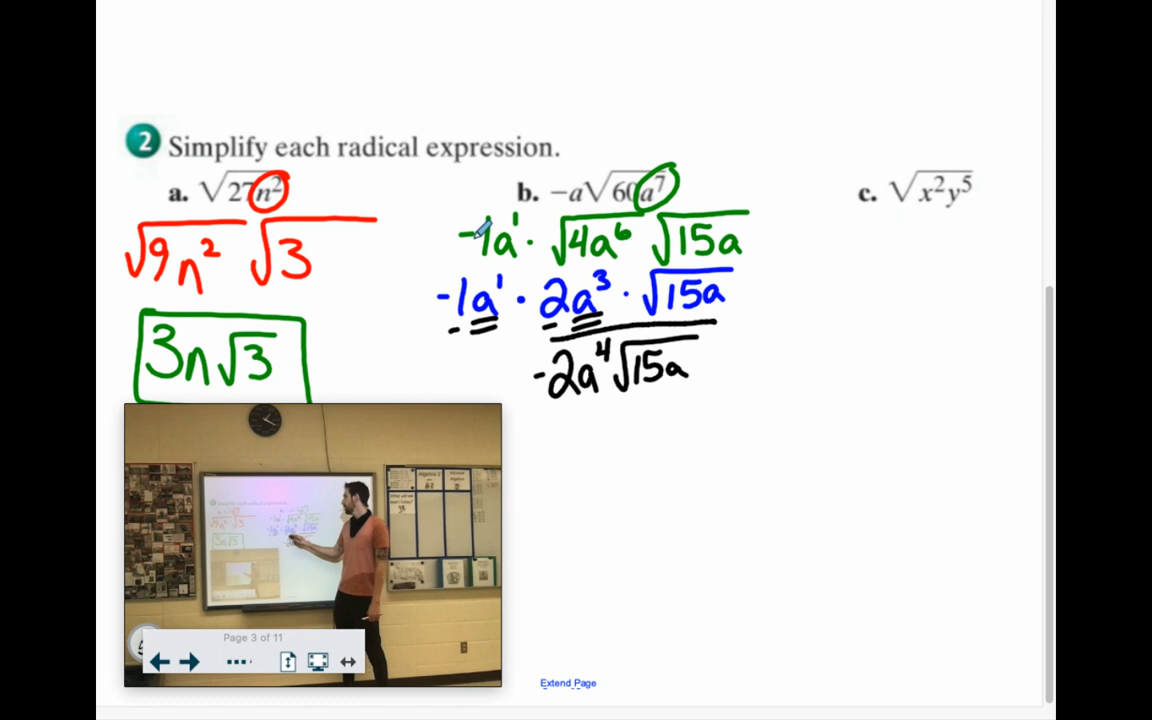 2 Simplify each radical expression.
a. √27n² b. −a√60a⁷ c. √x²y⁵
√9n² √3
-1a¹ · √4a⁶ √15a
-1a¹ · 2a³ · √15a
3n√3
-2a⁴√15a
Page 3 of 11
Extend Page